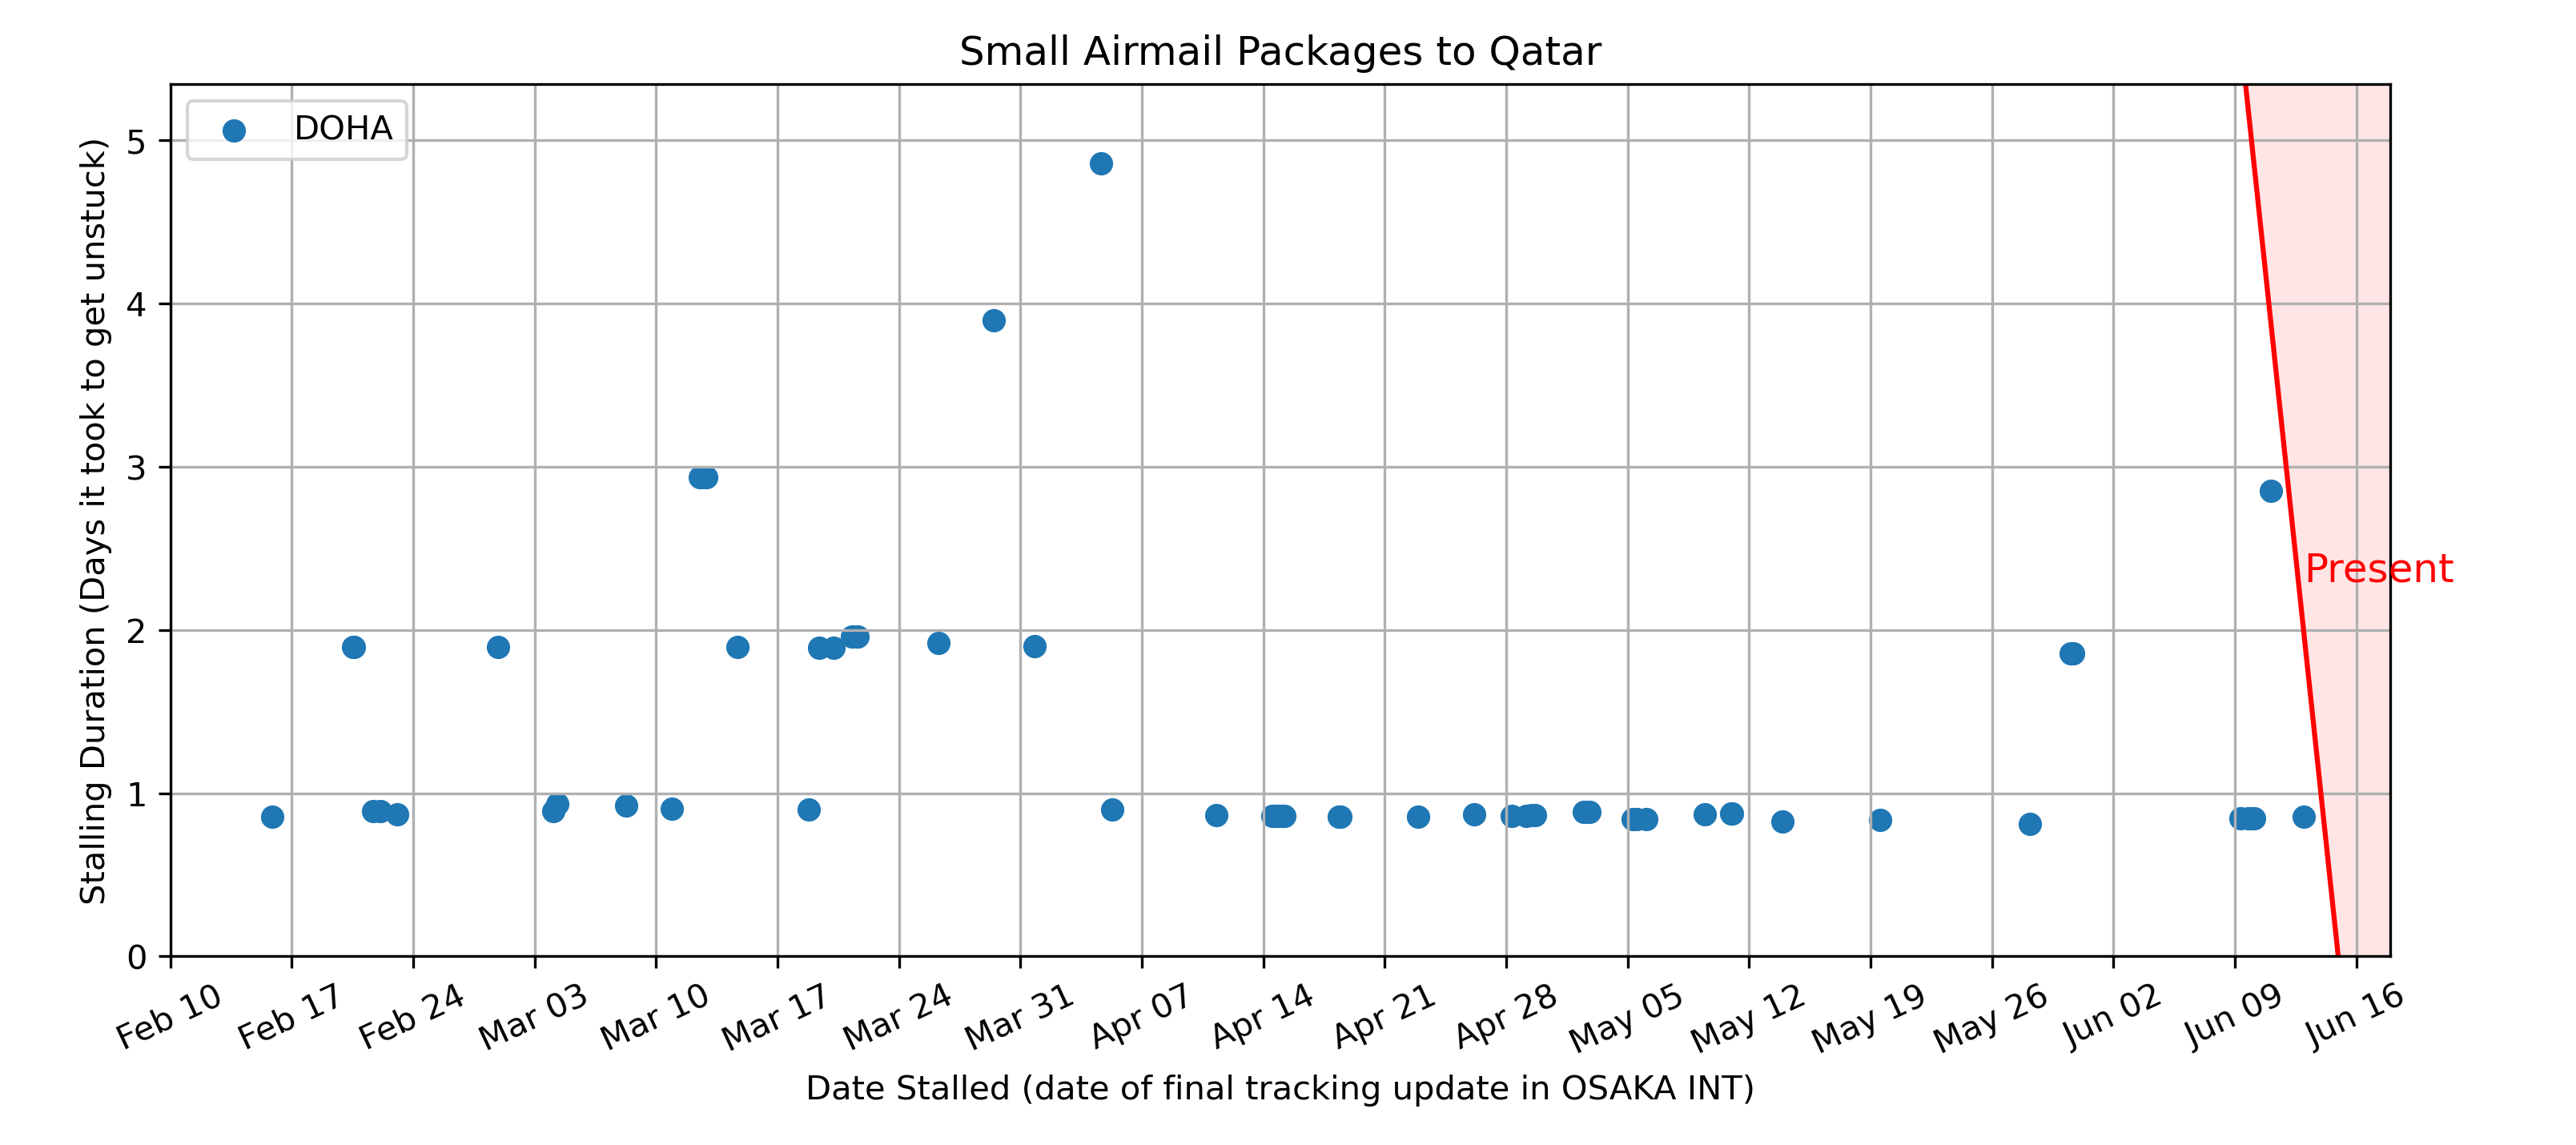 Small Airmail Packages to Qatar
DOHA
Stalling Duration (Days it took to get unstuck)
5
4
3
2
1
0
Present
Feb 10
Feb 17
Feb 24
Mar 03
Mar 10
Mar 17
Mar 24
Mar 31
Apr 07
Apr 14
Apr 21
Apr 28
May 05
May 12
May 19
May 26
Jun 02
Jun 09
Jun 16
Date Stalled (date of final tracking update in OSAKA INT)